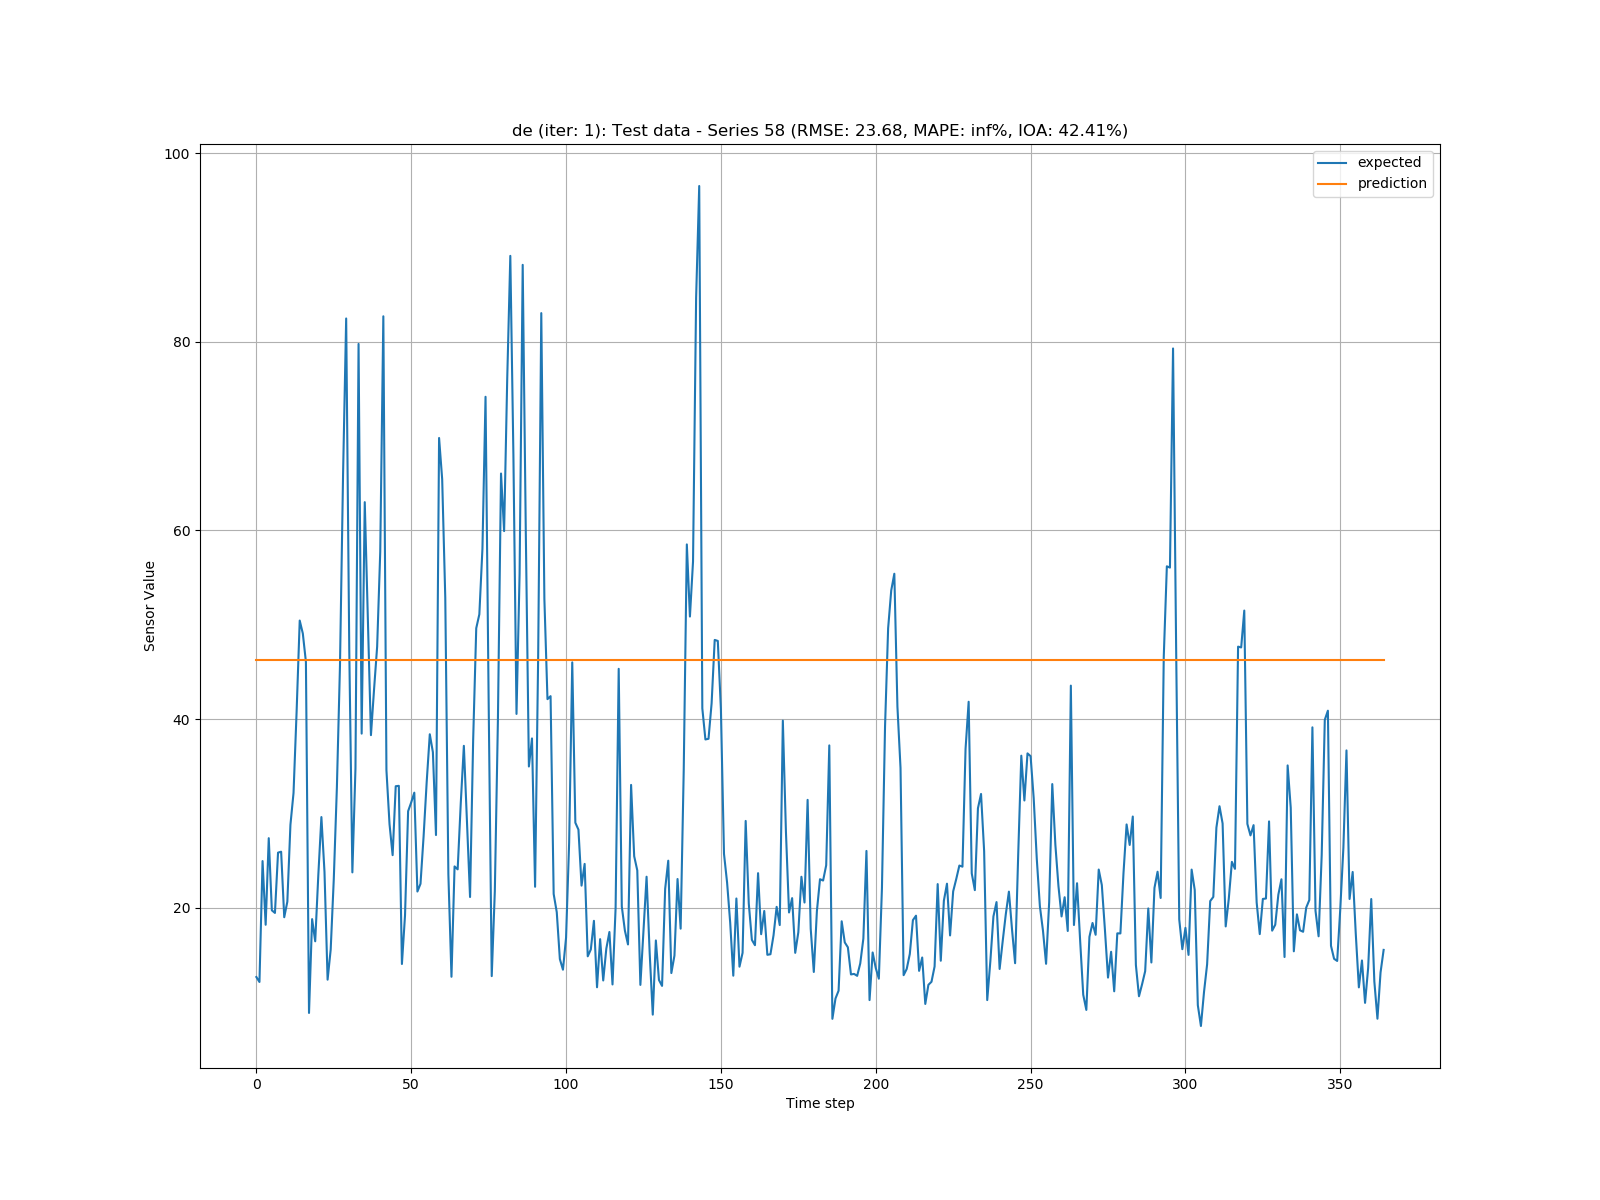 de (iter: 1): Test data - Series 58 (RMSE: 23.68, MAPE: inf%, IOA: 42.41%)
expected
prediction
100
80
60
40
20
Sensor Value
0
50
100
150
200
250
300
350
Time step